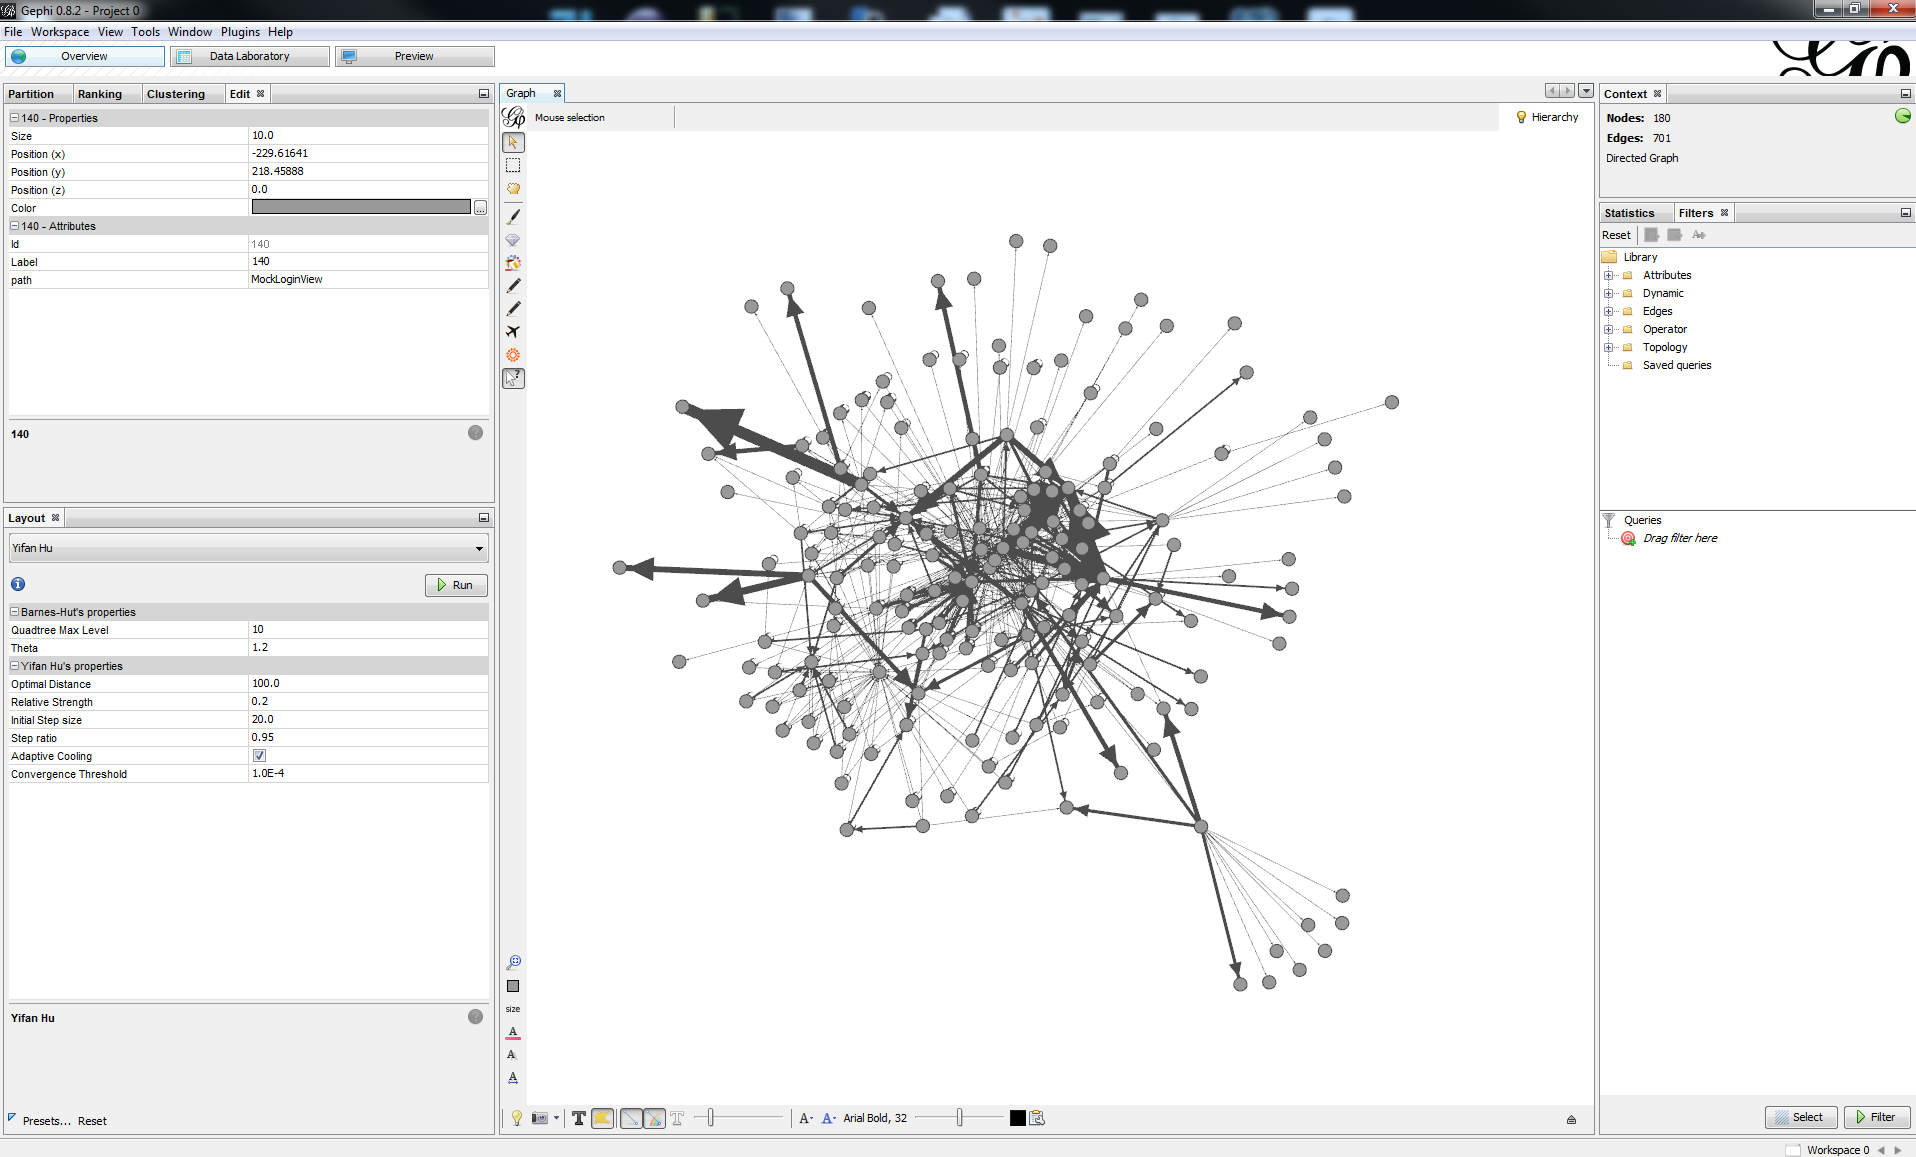 Gephi 0.8.2 - Project 0
File Workspace View Tools Window Plugins Help
Overview
Data Laboratory
Preview
Partition
Ranking
Clustering
Edit
140 - Properties
Size 10.0
Position (x) -229.61641
Position (y) 218.45888
Position (z) 0.0
Color ...
140 - Attributes
Id 140
Label 140
path MockLoginView
140
Layout
Yifan Hu
Run
Barnes-Hut's properties
Quadtree Max Level 10
Theta 1.2
Yifan Hu's properties
Optimal Distance 100.0
Relative Strength 0.2
Initial Step size 20.0
Step ratio 0.95
Adaptive Cooling
Convergence Threshold 1.0E-4
Yifan Hu
Presets... Reset
Graph
Mouse selection
Hierarchy
size
A
A
A
T
T
A-
A-
Arial Bold, 32
Context
Nodes: 180
Edges: 701
Directed Graph
Statistics
Filters
Reset
Library
Attributes
Dynamic
Edges
Operator
Topology
Saved queries
Queries
Drag filter here
Select
Filter
Workspace 0